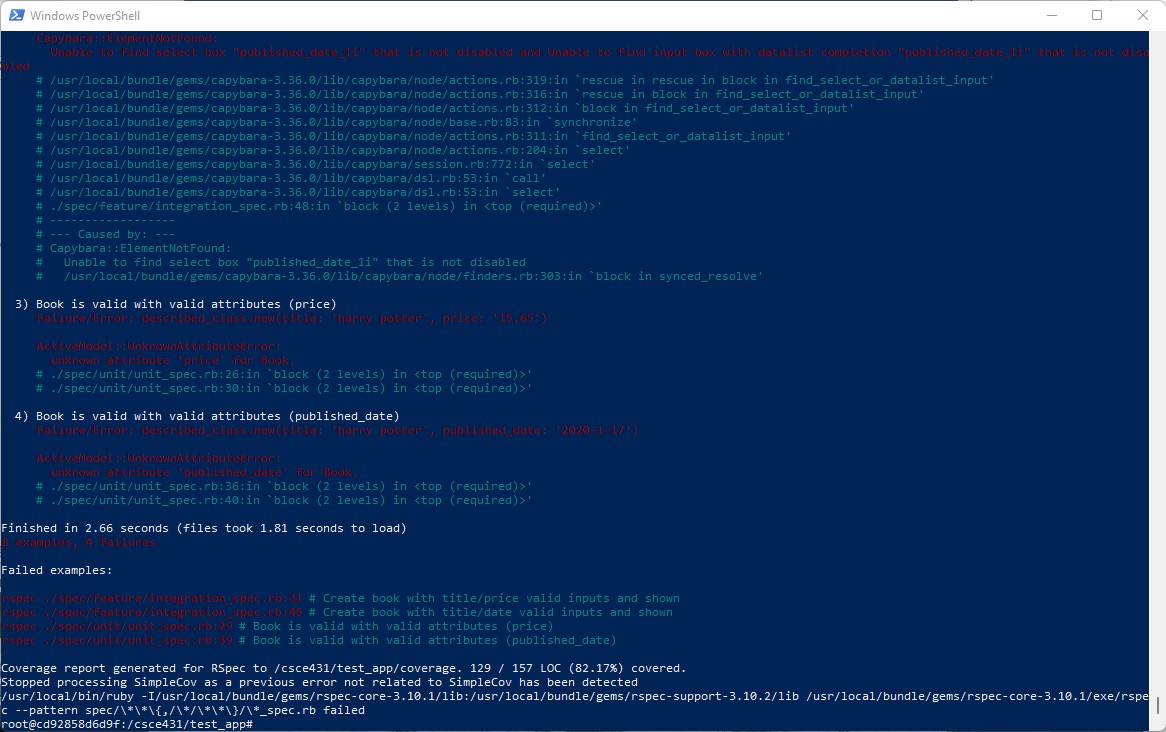 Windows PowerShell
Capybara::ElementNotFound:
Unable to find select box "published_date_1i" that is not disabled and Unable to find input box with datalist completion "published_date_1i" that is not disa
bled
# /usr/local/bundle/gems/capybara-3.36.0/lib/capybara/node/actions.rb:319:in `rescue in rescue in block in find_select_or_datalist_input'
# /usr/local/bundle/gems/capybara-3.36.0/lib/capybara/node/actions.rb:316:in `rescue in block in find_select_or_datalist_input'
# /usr/local/bundle/gems/capybara-3.36.0/lib/capybara/node/actions.rb:312:in `block in find_select_or_datalist_input'
# /usr/local/bundle/gems/capybara-3.36.0/lib/capybara/node/base.rb:83:in `synchronize'
# /usr/local/bundle/gems/capybara-3.36.0/lib/capybara/node/actions.rb:311:in `find_select_or_datalist_input'
# /usr/local/bundle/gems/capybara-3.36.0/lib/capybara/node/actions.rb:204:in `select'
# /usr/local/bundle/gems/capybara-3.36.0/lib/capybara/session.rb:772:in `select'
# /usr/local/bundle/gems/capybara-3.36.0/lib/capybara/dsl.rb:53:in `call'
# /usr/local/bundle/gems/capybara-3.36.0/lib/capybara/dsl.rb:53:in `select'
# ./spec/feature/integration_spec.rb:48:in `block (2 levels) in <top (required)>'
# ------------------
# --- Caused by: ---
# Capybara::ElementNotFound:
#   Unable to find select box "published_date_1i" that is not disabled
#   /usr/local/bundle/gems/capybara-3.36.0/lib/capybara/node/finders.rb:303:in `block in synced_resolve'
3) Book is valid with valid attributes (price)
Failure/Error: described_class.new(title: 'harry potter', price: '15.65')
ActiveModel::UnknownAttributeError:
unknown attribute 'price' for Book.
# ./spec/unit/unit_spec.rb:26:in `block (2 levels) in <top (required)>'
# ./spec/unit/unit_spec.rb:30:in `block (2 levels) in <top (required)>'
4) Book is valid with valid attributes (published_date)
Failure/Error: described_class.new(title: 'harry potter', published_date: '2020-1-17')
ActiveModel::UnknownAttributeError:
unknown attribute 'published_date' for Book.
# ./spec/unit/unit_spec.rb:36:in `block (2 levels) in <top (required)>'
# ./spec/unit/unit_spec.rb:40:in `block (2 levels) in <top (required)>'
Finished in 2.66 seconds (files took 1.81 seconds to load)
8 examples, 4 failures
Failed examples:
rspec ./spec/feature/integration_spec.rb:31 # Create book with title/price valid inputs and shown
rspec ./spec/feature/integration_spec.rb:45 # Create book with title/date valid inputs and shown
rspec ./spec/unit/unit_spec.rb:29 # Book is valid with valid attributes (price)
rspec ./spec/unit/unit_spec.rb:39 # Book is valid with valid attributes (published_date)
Coverage report generated for RSpec to /csce431/test_app/coverage. 129 / 157 LOC (82.17%) covered.
Stopped processing SimpleCov as a previous error not related to SimpleCov has been detected
/usr/local/bin/ruby -I/usr/local/bundle/gems/rspec-core-3.10.1/lib:/usr/local/bundle/gems/rspec-support-3.10.2/lib /usr/local/bundle/gems/rspec-core-3.10.1/exe/rspe
c --pattern spec/\*\*\{,/\*/\*\*\}/\*_spec.rb failed
root@cd92858d6d9f:/csce431/test_app#